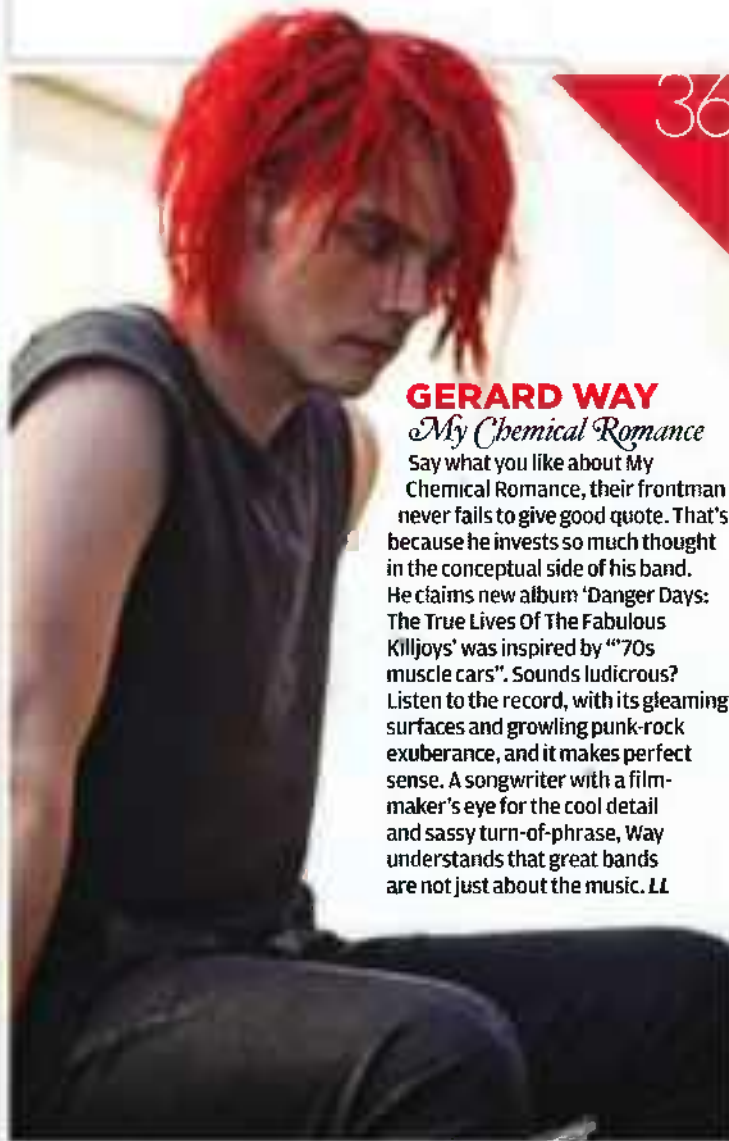 36
GERARD WAY
My Chemical Romance
Say what you like about My
Chemical Romance, their frontman
never fails to give good quote. That's
because he invests so much thought
in the conceptual side of his band.
He claims new album ‘Danger Days:
The True Lives Of The Fabulous
Killjoys’ was inspired by “’70s
muscle cars”. Sounds ludicrous?
Listen to the record, with its gleaming
surfaces and growling punk-rock
exuberance, and it makes perfect
sense. A songwriter with a film-
maker's eye for the cool detail
and sassy turn-of-phrase, Way
understands that great bands
are not just about the music. LL